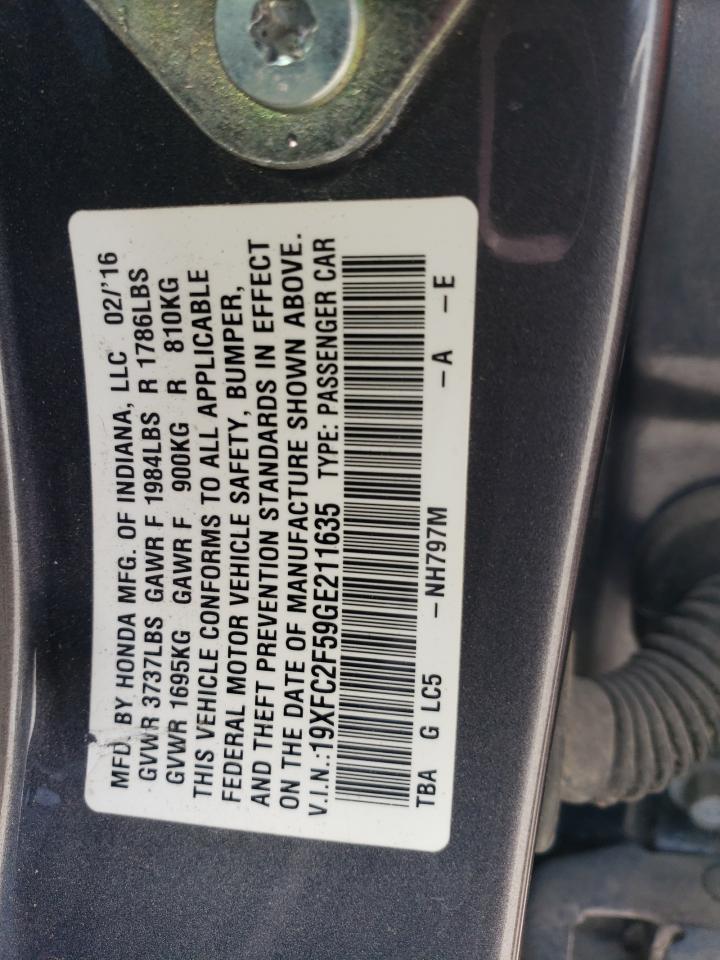 MFD. BY HONDA MFG. OF INDIANA, LLC 02/'16
GVWR 3737LBS GAWR F 1984LBS R 1786LBS
GVWR 1695KG GAWR F 900KG R 810KG
THIS VEHICLE CONFORMS TO ALL APPLICABLE
FEDERAL MOTOR VEHICLE SAFETY, BUMPER,
AND THEFT PREVENTION STANDARDS IN EFFECT
ON THE DATE OF MANUFACTURE SHOWN ABOVE.
V.I.N.:19XFC2F59GE211635 TYPE: PASSENGER CAR
TBA G LC5 -NH797M -A -E